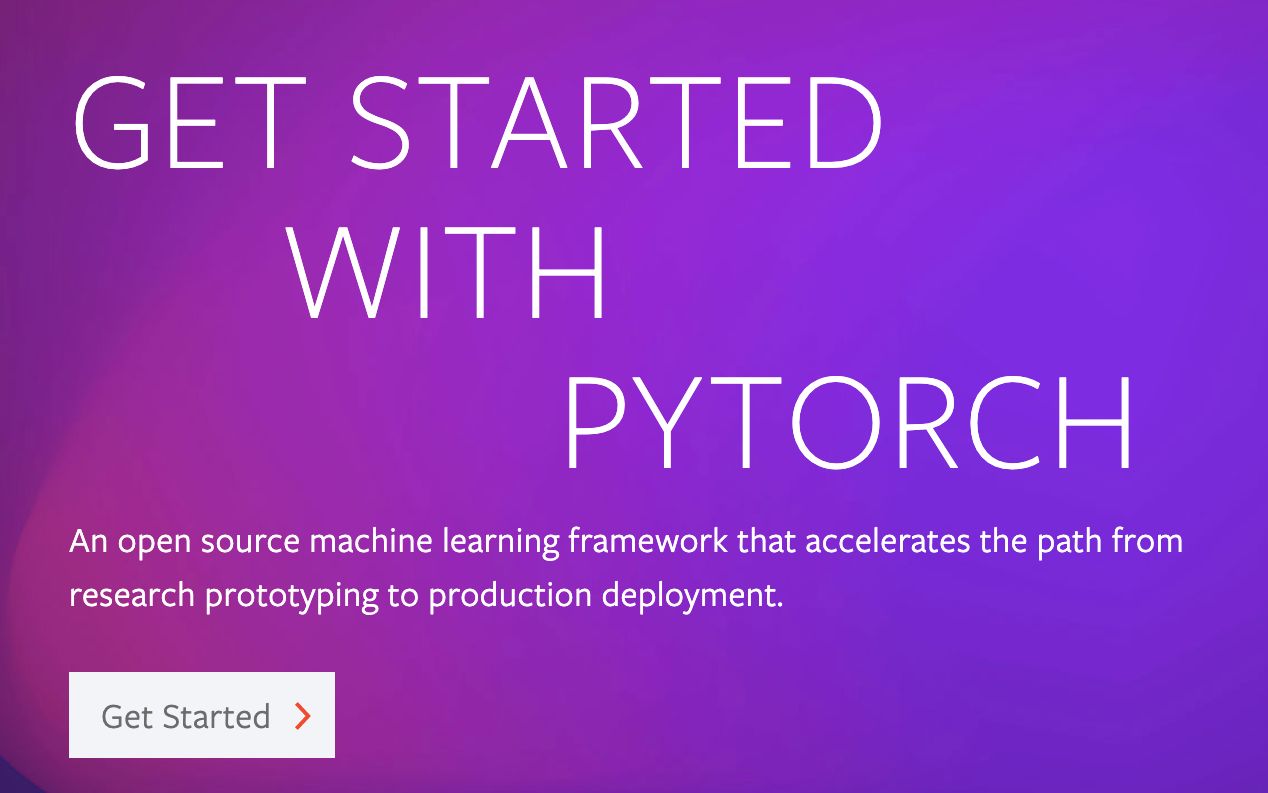 GET STARTED
WITH
PYTORCH
An open source machine learning framework that accelerates the path from
research prototyping to production deployment.
Get Started